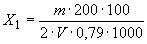 X₁ = m · 200 · 100 / 2 · V · 0,79 · 1000